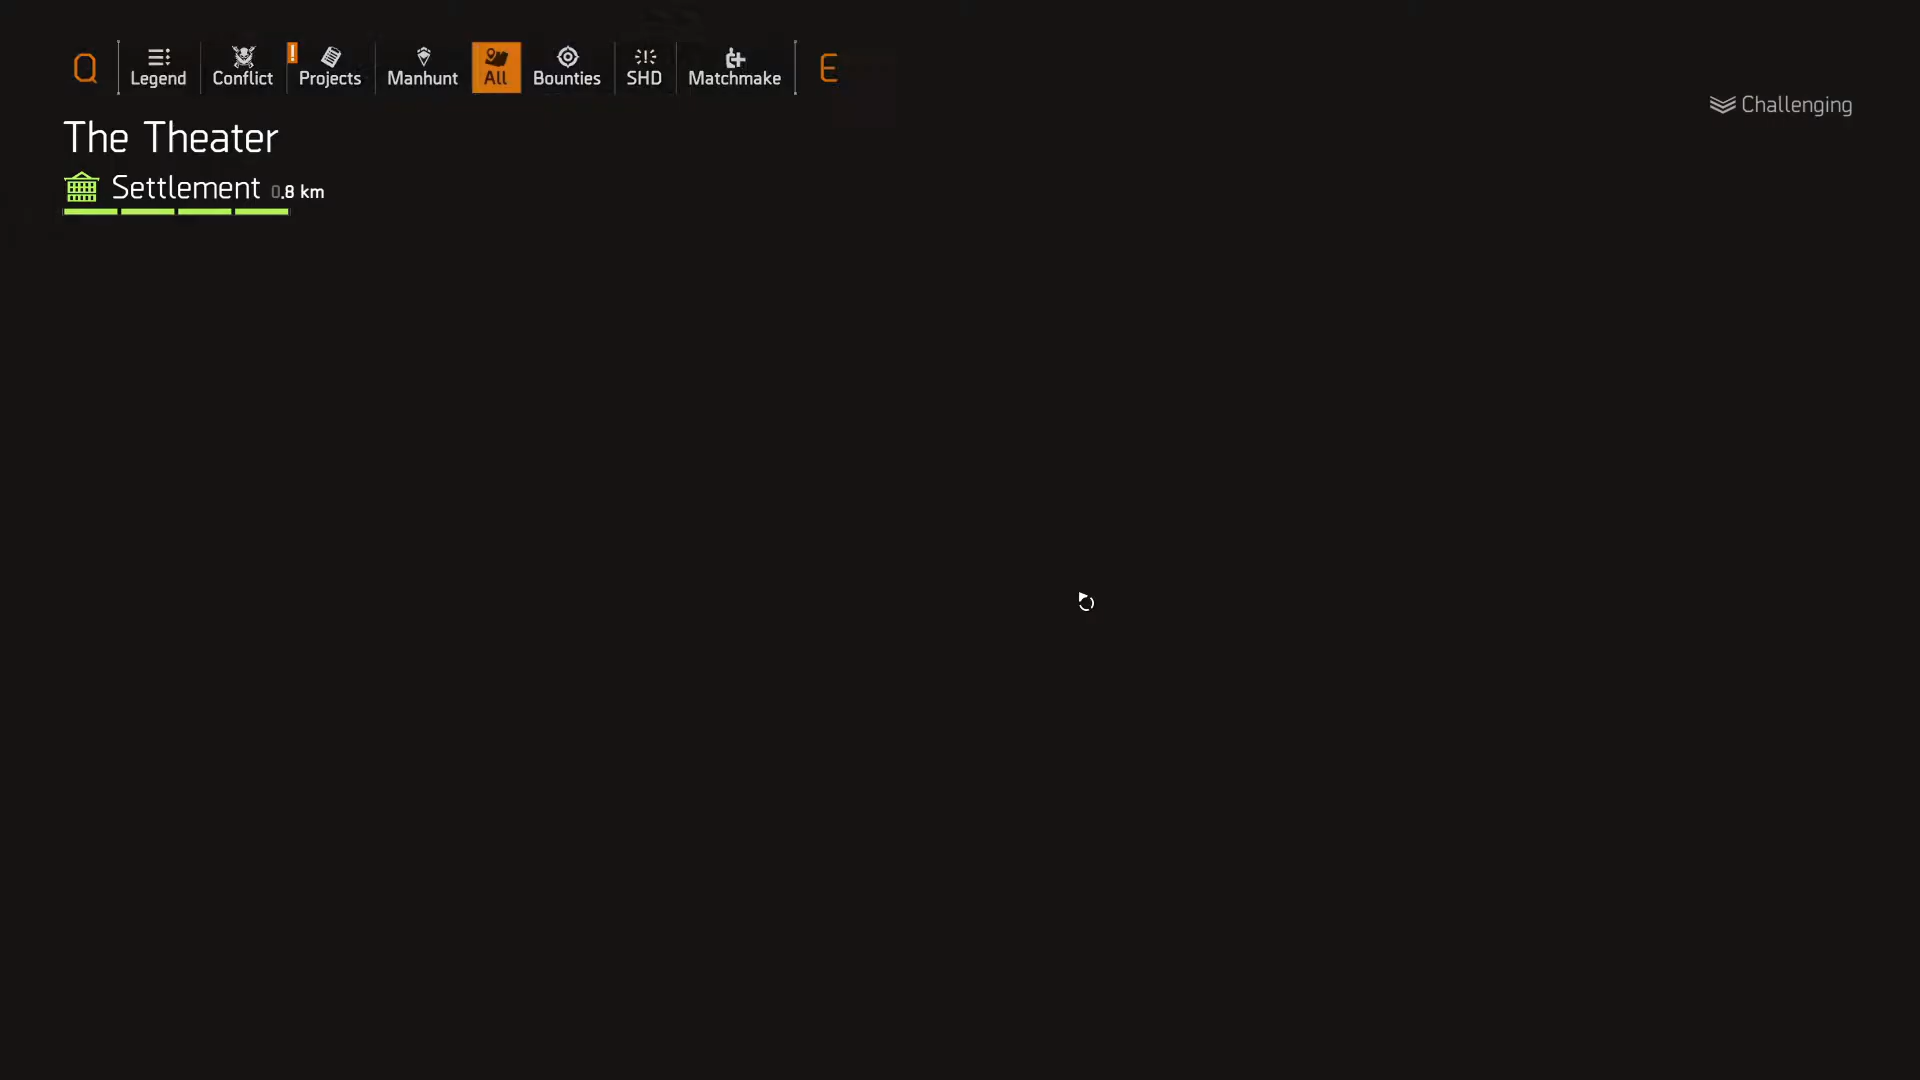 Q Legend Conflict ! Projects Manhunt All Bounties SHD Matchmake E
Challenging
The Theater
Settlement 0.8 km